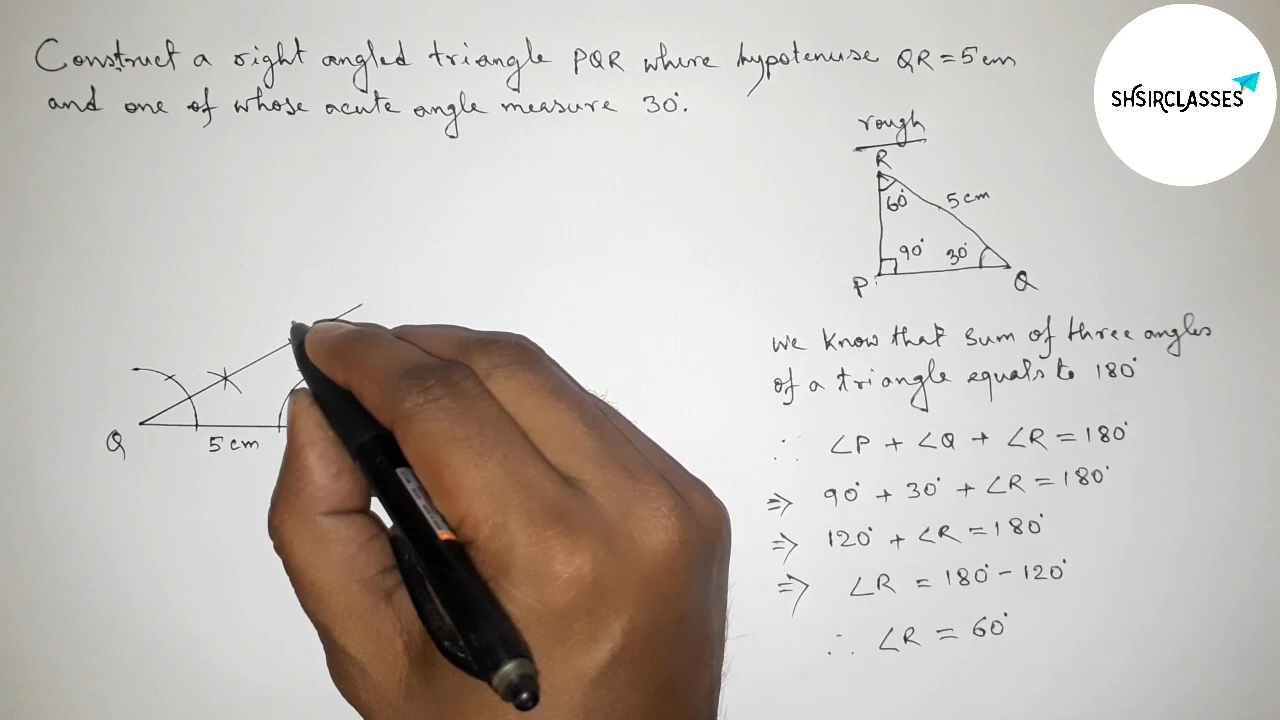 Construct a right angled triangle PQR where hypotenuse QR = 5 cm
and one of whose acute angle measure 30°.
SHSIRCLASSES
rough
R
60°
5 cm
90°
30°
P
Q
We know that sum of three angles
of a triangle equals to 180°
∴ ∠P + ∠Q + ∠R = 180°
⇒ 90° + 30° + ∠R = 180°
⇒ 120° + ∠R = 180°
⇒ ∠R = 180° - 120°
∴ ∠R = 60°
Q
5 cm